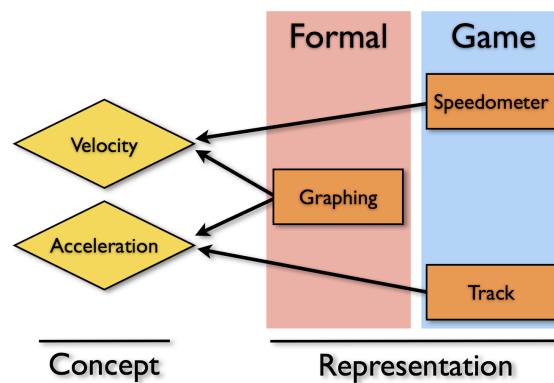 Formal
Game
Speedometer
Velocity
Graphing
Acceleration
Track
Concept
Representation